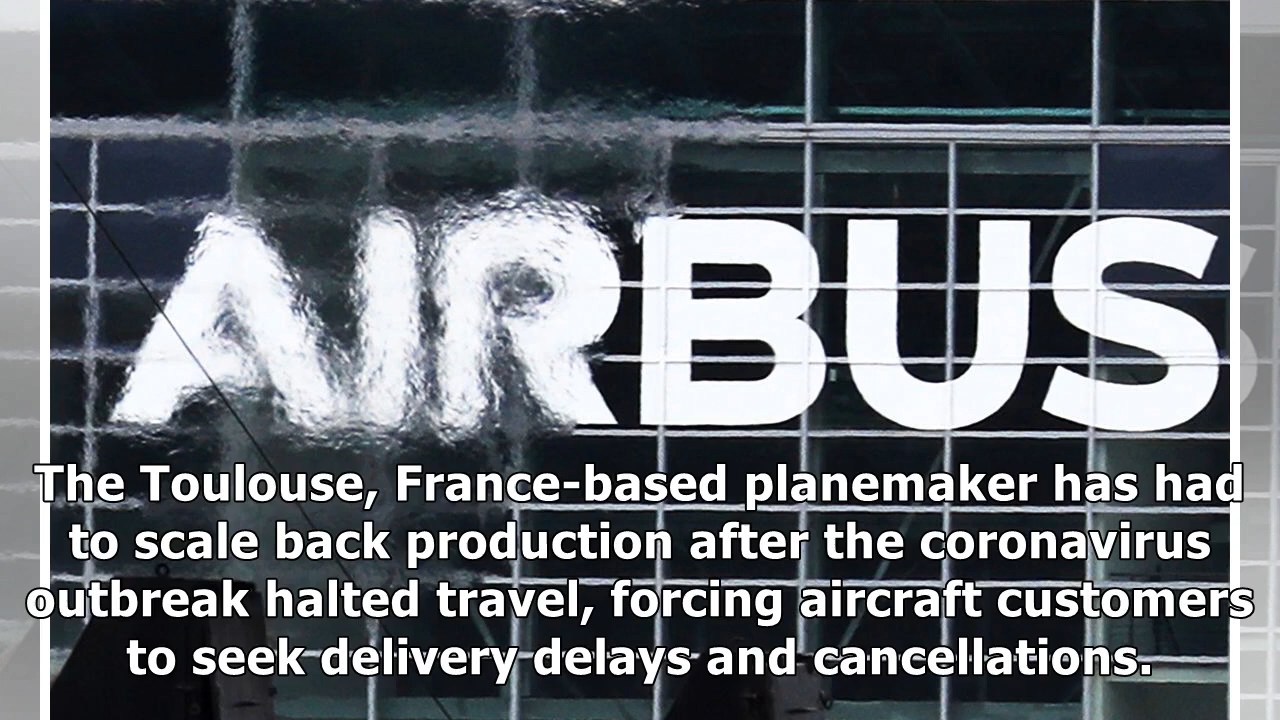 AIRBUS
The Toulouse, France-based planemaker has had
to scale back production after the coronavirus
outbreak halted travel, forcing aircraft customers
to seek delivery delays and cancellations.